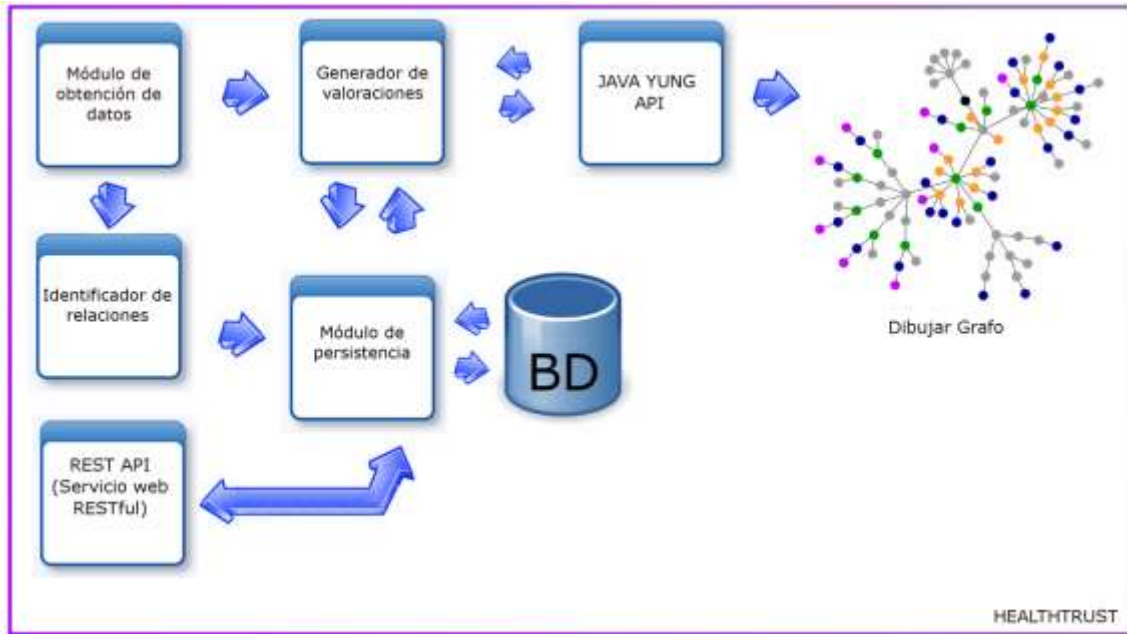 Módulo de
obtención de
datos
Generador de
valoraciones
JAVA YUNG
API
Identificador de
relaciones
Módulo de
persistencia
BD
Dibujar Grafo
REST API
(Servicio web
RESTful)
HEALTHTRUST